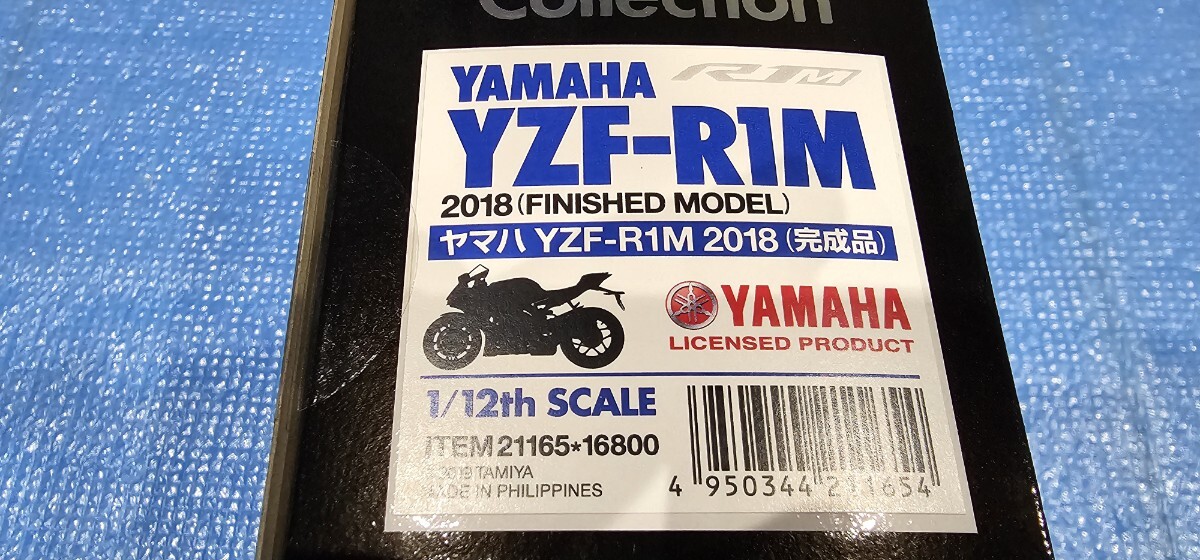 Collection
YAMAHA R1M
YZF-R1M
2018 (FINISHED MODEL)
ヤマハ YZF-R1M 2018 (完成品)
YAMAHA
LICENSED PRODUCT
1/12th SCALE
ITEM 21165*16800
© 2019 TAMIYA
MADE IN PHILIPPINES
4 950344 211654